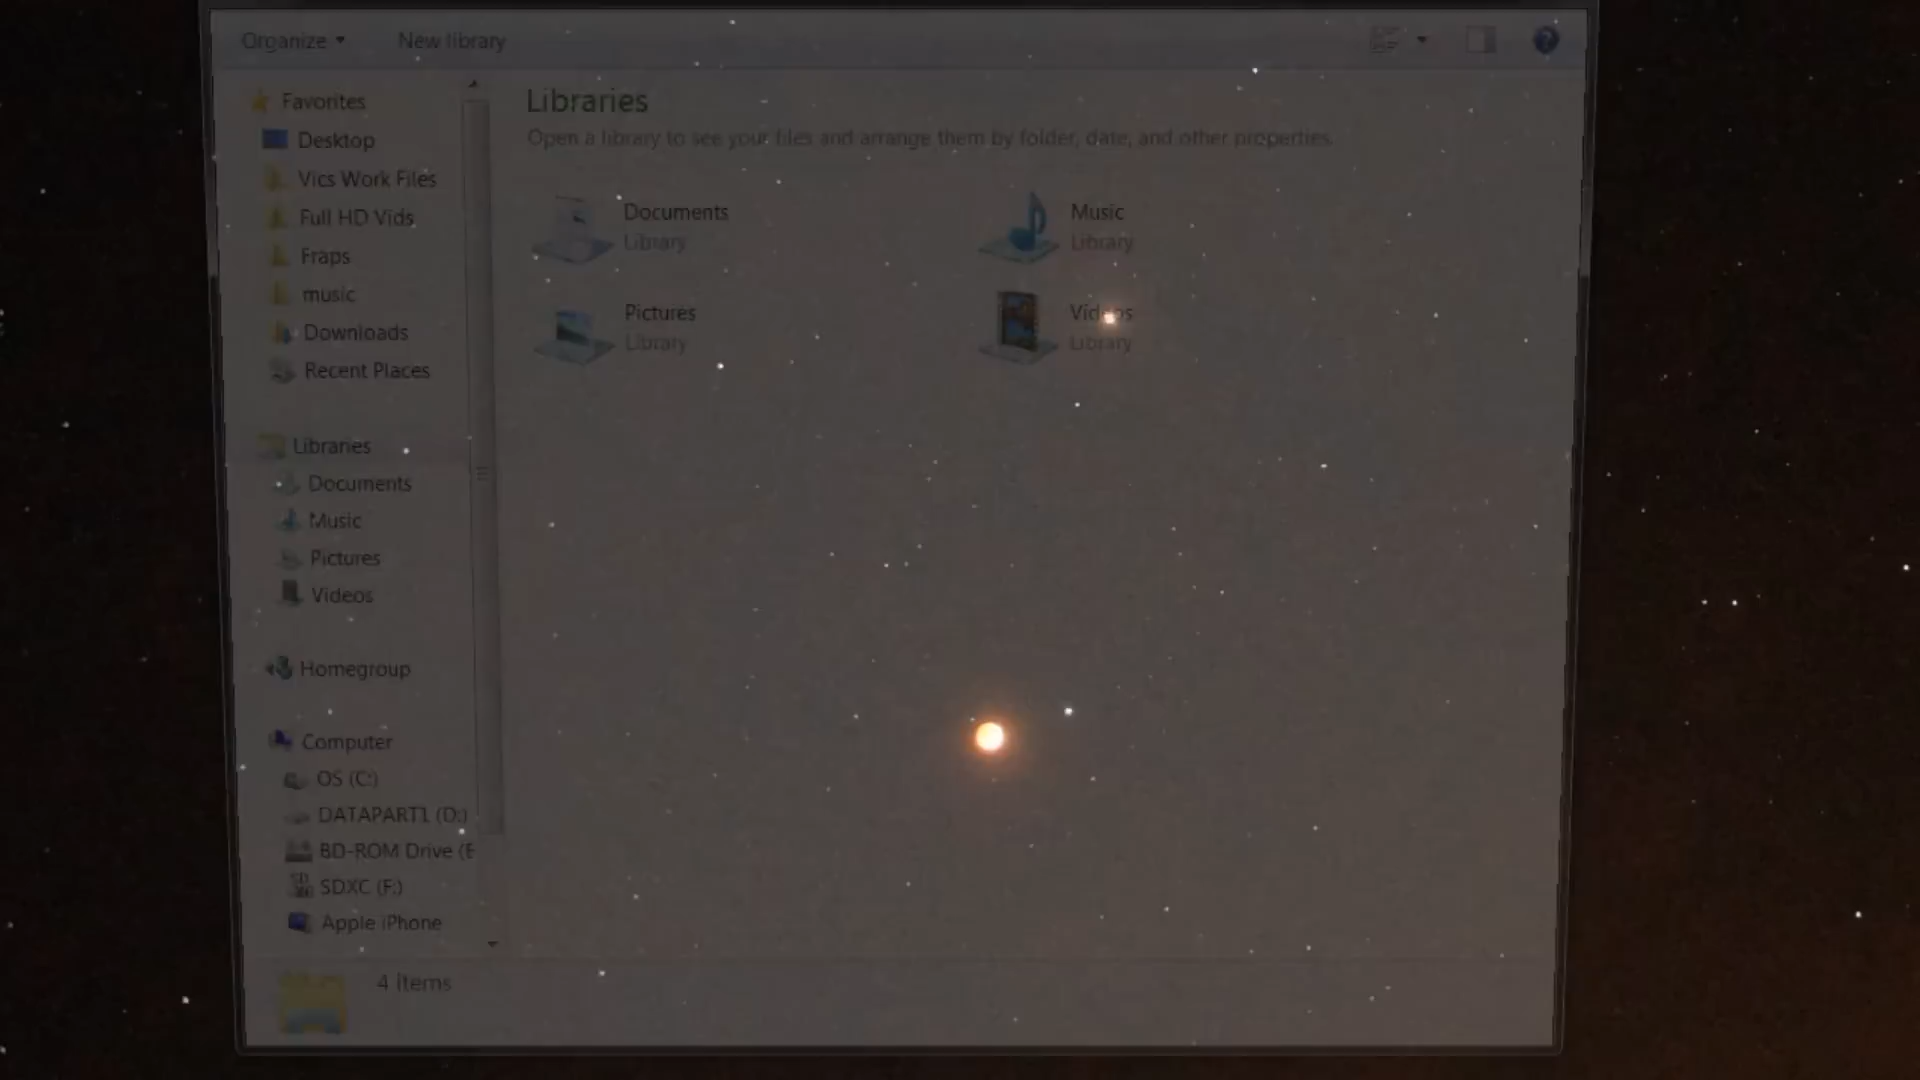 Organize New library
Favorites
Desktop
Vics Work Files
Full HD Vids
Fraps
music
Downloads
Recent Places
Libraries
Documents
Music
Pictures
Videos
Homegroup
Computer
OS (C:)
DATAPART1 (D:)
BD-ROM Drive (E
SDXC (F:)
Apple iPhone
Libraries
Open a library to see your files and arrange them by folder, date, and other properties.
Documents
Library
Music
Library
Pictures
Library
Videos
Library
4 items